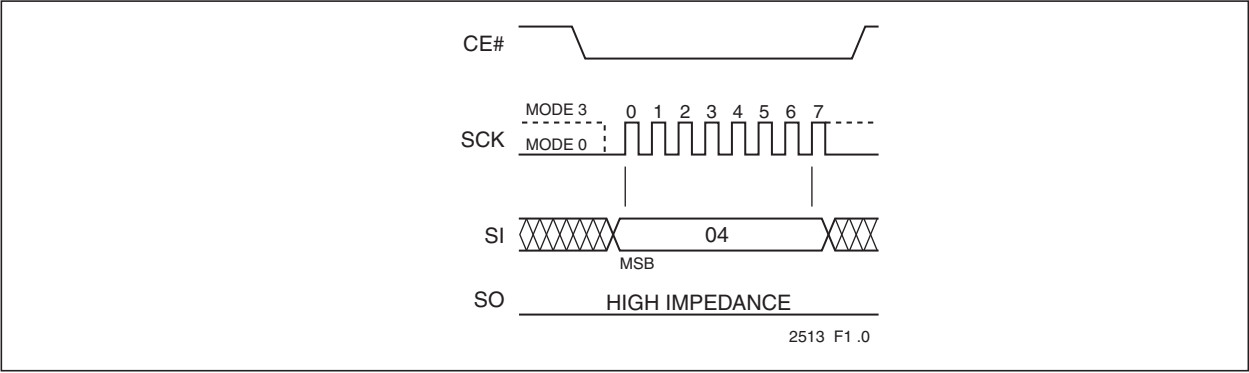 CE#
MODE 3
0 1 2 3 4 5 6 7
SCK
MODE 0
SI
04
MSB
SO
HIGH IMPEDANCE
2513 F1 .0